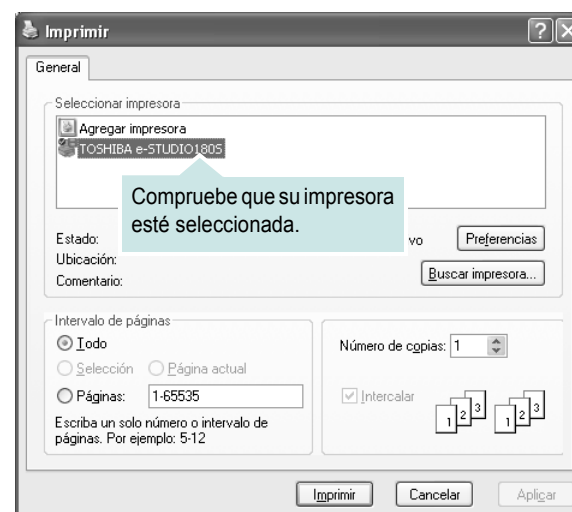 Imprimir
General
Seleccionar impresora
Agregar impresora
TOSHIBA e-STUDIO180S
Compruebe que su impresora
esté seleccionada.
Estado:
vo
Preferencias
Ubicación:
Comentario:
Buscar impresora...
Intervalo de páginas
Todo
Selección Página actual
Páginas: 1-65535
Escriba un solo número o intervalo de
páginas. Por ejemplo: 5-12
Número de copias: 1
Intercalar
1 2 3 1 2 3
Imprimir Cancelar Aplicar